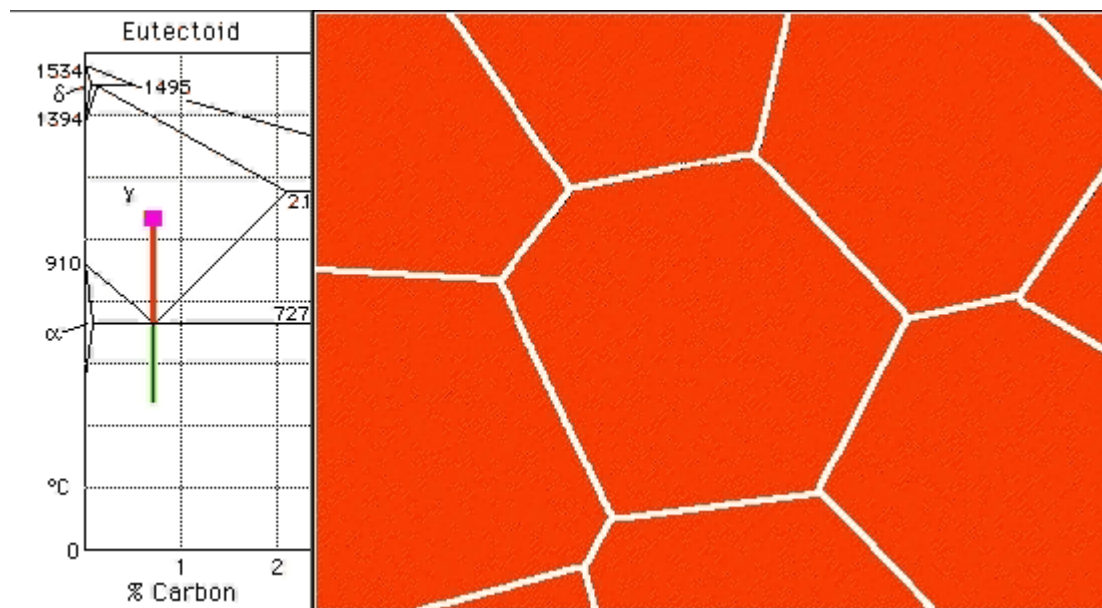 Eutectoid
1534
δ
1495
1394
γ
2.1
910
727
α
°C
0
1
2
% Carbon